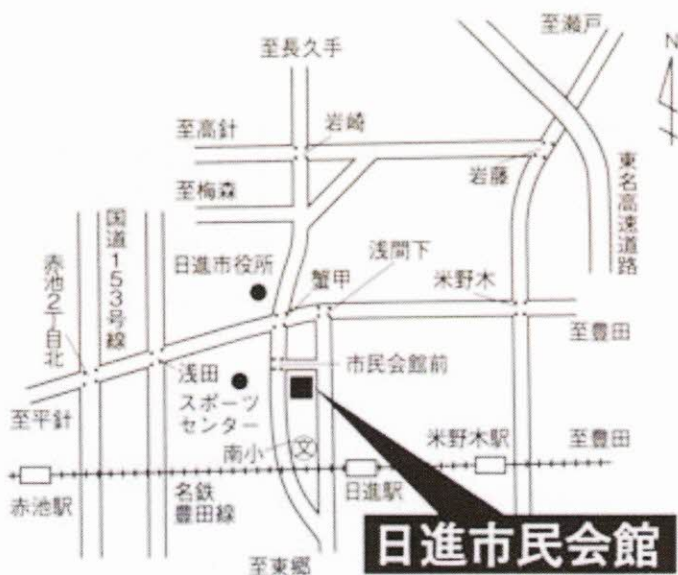 至瀬戸
至長久手
N
岩崎
至高針
岩藤
東名高速道路
至梅森
国道153号線
赤池2丁目北
日進市役所
浅間下
蟹甲
米野木
至豊田
浅田
市民会館前
スポーツ
センター
至平針
南小
文
米野木駅
至豊田
赤池駅
名鉄
豊田線
日進駅
至東郷
日進市民会館